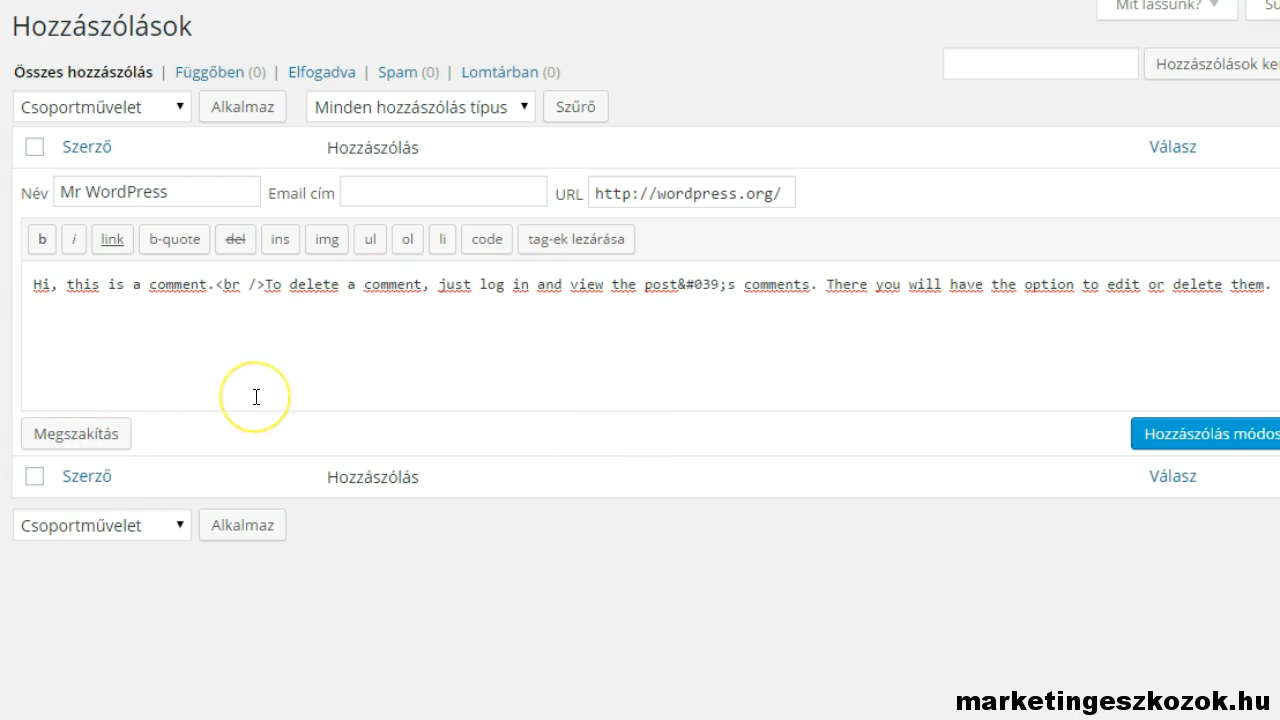 Mit lássunk?
Hozzászólások
Összes hozzászólás | Függőben (0) | Elfogadva | Spam (0) | Lomtárban (0)
Hozzászólások
Csoportművelet Alkalmaz Minden hozzászólás típus Szűrő
Szerző Hozzászólás Válasz
Név Mr WordPress Email cím URL http://wordpress.org/
b i link b-quote del ins img ul ol li code tag-ek lezárása
Hi, this is a comment.<br />To delete a comment, just log in and view the post&#039;s comments. There you will have the option to edit or delete them.
Megszakítás Hozzászólás
Szerző Hozzászólás Válasz
Csoportművelet Alkalmaz
marketingeszkozok.hu